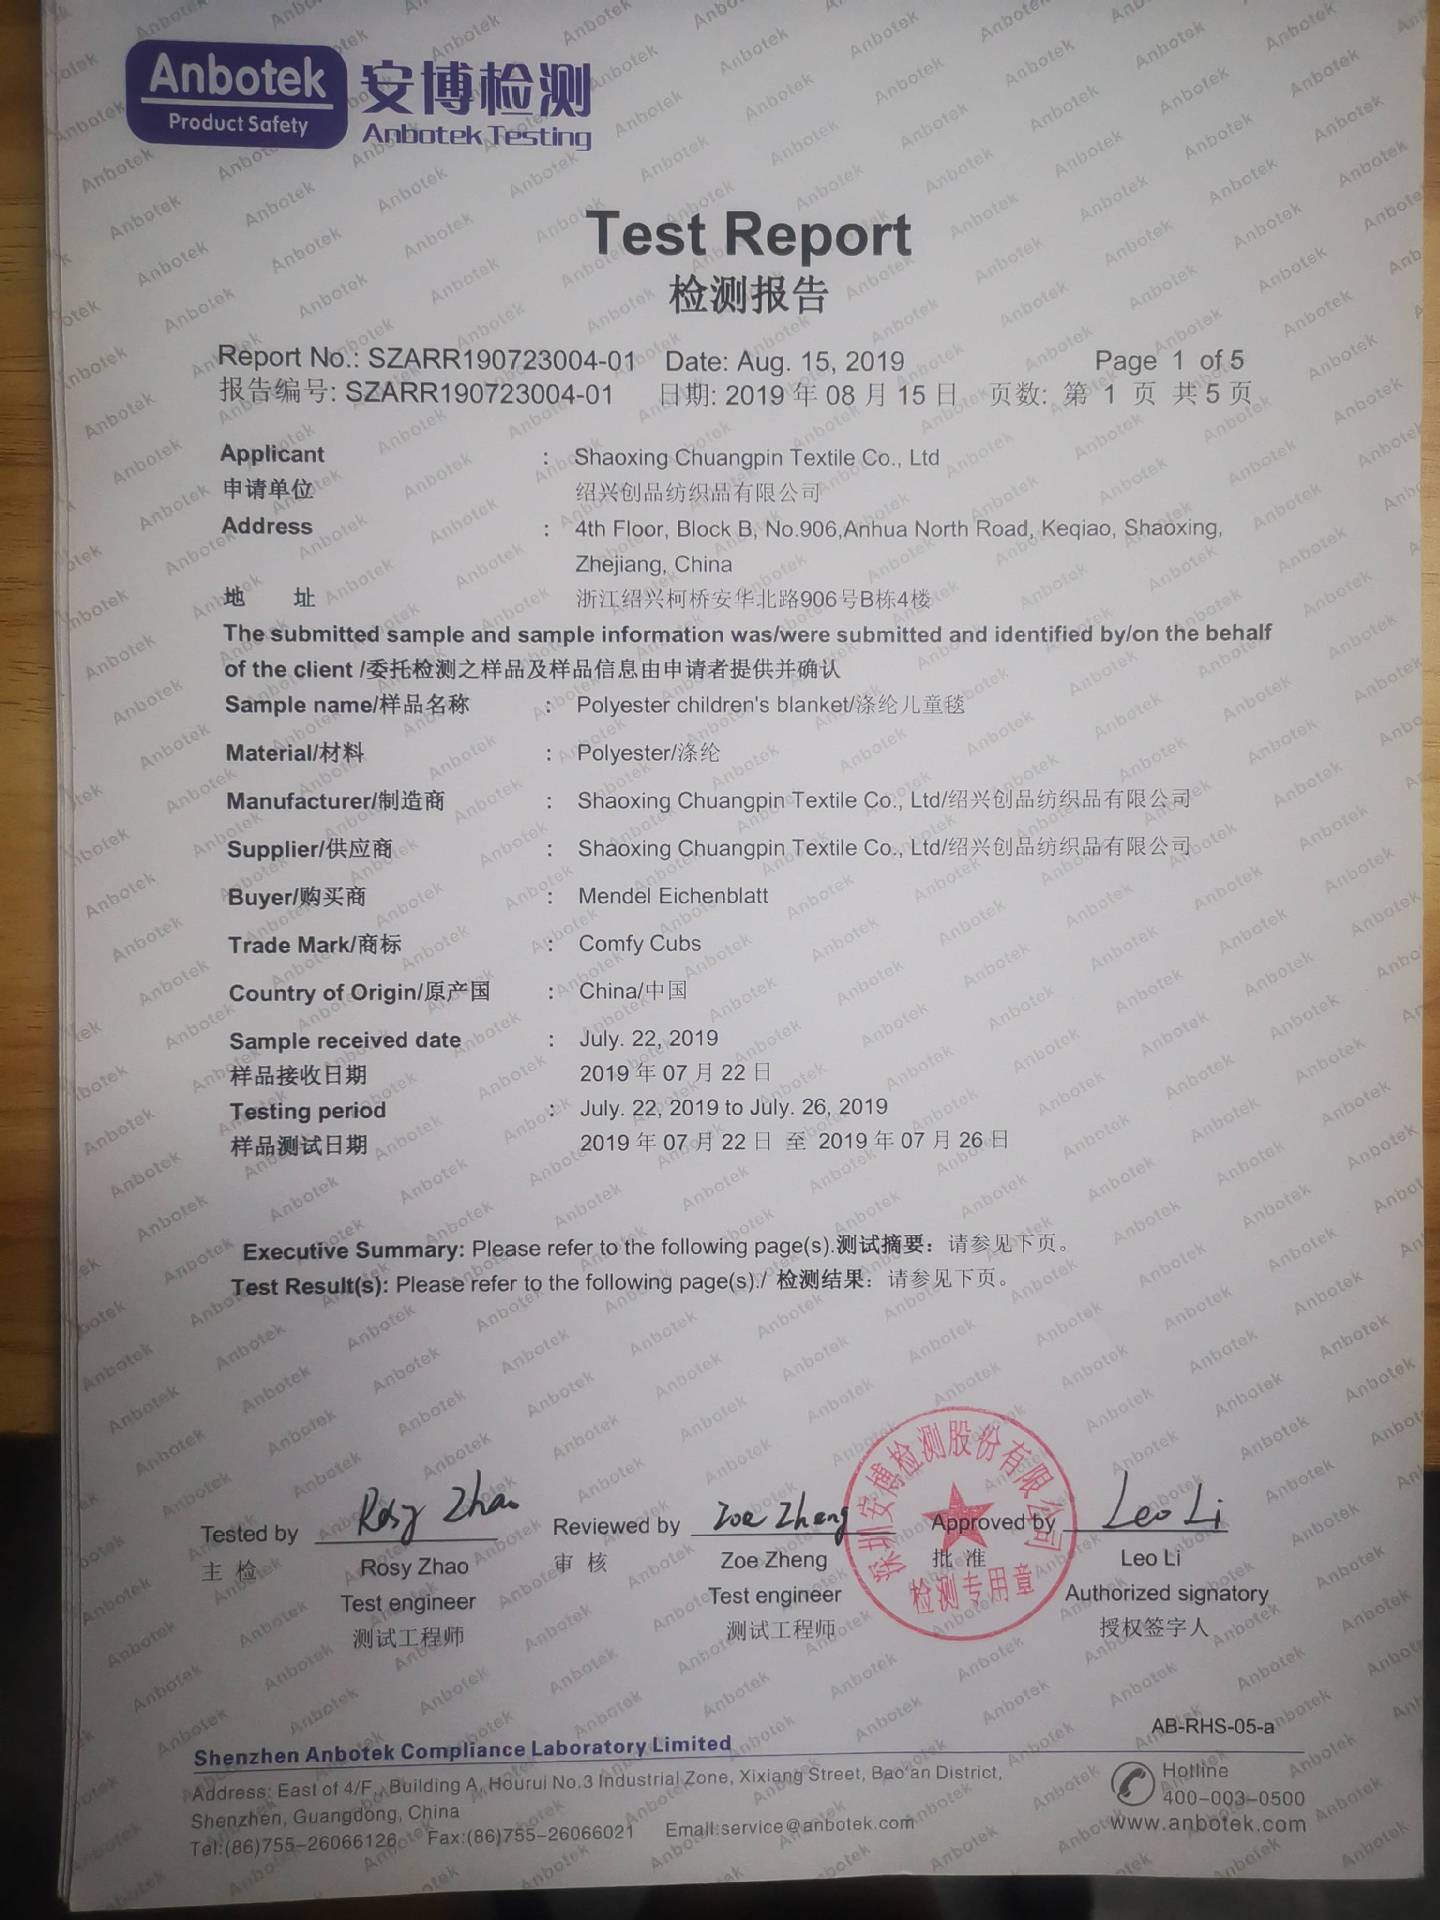 Anbotek
Product Safety
安博检测
Anbotek Testing
Test Report
检测报告
Report No.: SZARR190723004-01 Date: Aug. 15, 2019 Page 1 of 5
报告编号: SZARR190723004-01 日期: 2019 年 08 月 15 日 页数: 第 1 页 共 5 页
Applicant : Shaoxing Chuangpin Textile Co., Ltd
申请单位 绍兴创品纺织品有限公司
Address : 4th Floor, Block B, No.906,Anhua North Road, Keqiao, Shaoxing,
Zhejiang, China
地 址 浙江绍兴柯桥安华北路906号B栋4楼
The submitted sample and sample information was/were submitted and identified by/on the behalf
of the client /委托检测之样品及样品信息由申请者提供并确认
Sample name/样品名称 : Polyester children's blanket/涤纶儿童毯
Material/材料 : Polyester/涤纶
Manufacturer/制造商 : Shaoxing Chuangpin Textile Co., Ltd/绍兴创品纺织品有限公司
Supplier/供应商 : Shaoxing Chuangpin Textile Co., Ltd/绍兴创品纺织品有限公司
Buyer/购买商 : Mendel Eichenblatt
Trade Mark/商标 : Comfy Cubs
Country of Origin/原产国 : China/中国
Sample received date : July. 22, 2019
样品接收日期 2019 年 07 月 22 日
Testing period : July. 22, 2019 to July. 26, 2019
样品测试日期 2019 年 07 月 22 日 至 2019 年 07 月 26 日
Executive Summary: Please refer to the following page(s).测试摘要：请参见下页。
Test Result(s): Please refer to the following page(s)./ 检测结果：请参见下页。
深圳安博检测股份有限公司
检测专用章
Tested by Rosy Zhao Reviewed by Zoe Zheng Approved by Leo Li
主 检 Rosy Zhao 审 核 Zoe Zheng 批 准 Leo Li
Test engineer Test engineer Authorized signatory
测试工程师 测试工程师 授权签字人
AB-RHS-05-a
Shenzhen Anbotek Compliance Laboratory Limited
Address: East of 4/F., Building A, Hourui No.3 Industrial Zone, Xixiang Street, Bao'an District,
Shenzhen, Guangdong, China
Tel:(86)755-26066126 Fax:(86)755-26066021 Email:service@anbotek.com
Hotline
400-003-0500
www.anbotek.com